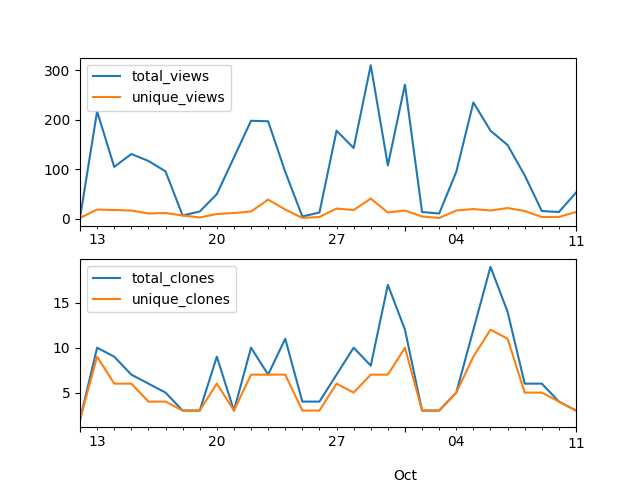 total_views
unique_views
300
200
100
0
13 20 27 04 11
total_clones
unique_clones
15
10
5
13 20 27 04 11
Oct